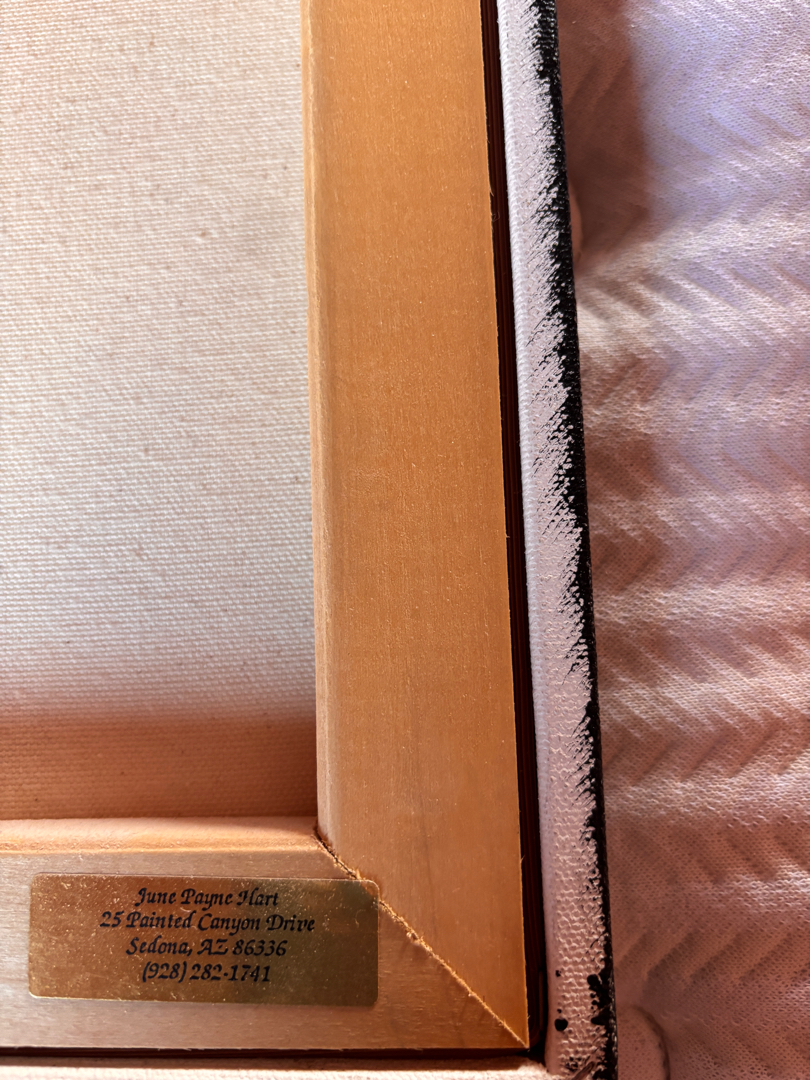 June Payne Hart
25 Painted Canyon Drive
Sedona, AZ 86336
(928) 282-1741